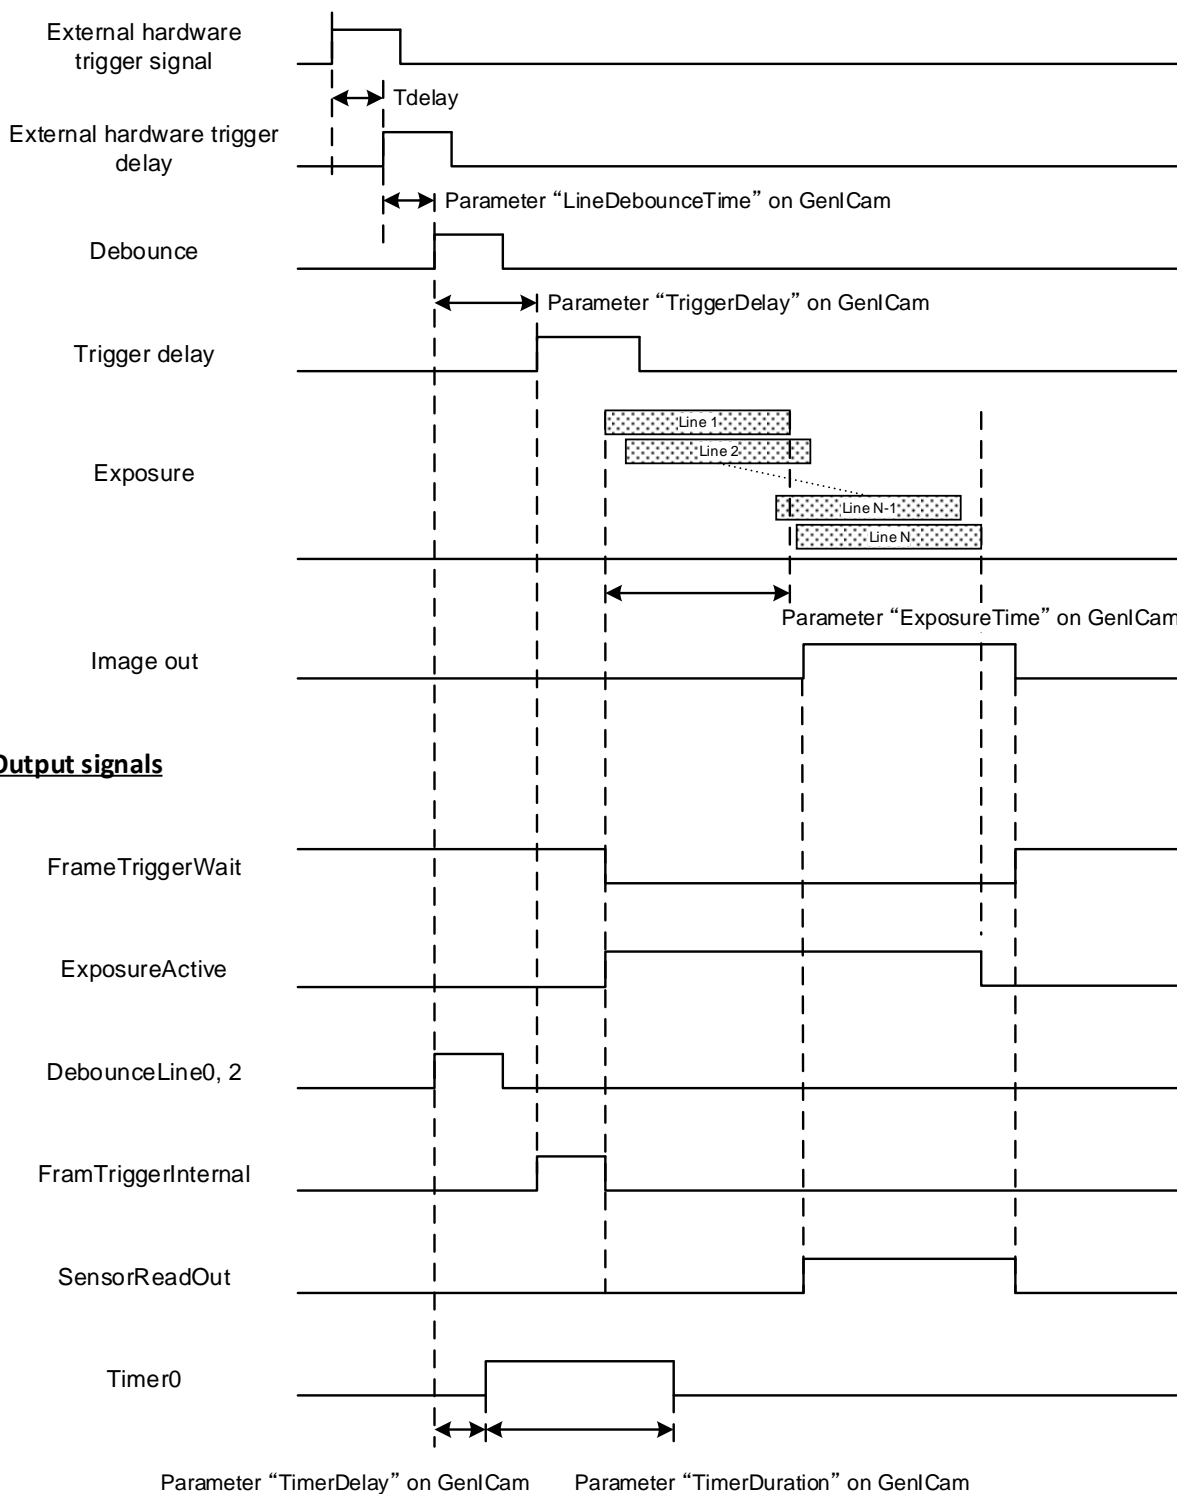 External hardware
trigger signal
Tdelay
External hardware trigger
delay
Parameter “LineDebounceTime” on GenICam
Debounce
Parameter “TriggerDelay” on GenICam
Trigger delay
Line 1
Line 2
Exposure
Line N-1
Line N
Parameter “ExposureTime” on GenICam
Image out
Output signals
FrameTriggerWait
ExposureActive
DebounceLine0, 2
FramTriggerInternal
SensorReadOut
Timer0
Parameter “TimerDelay” on GenICam
Parameter “TimerDuration” on GenICam